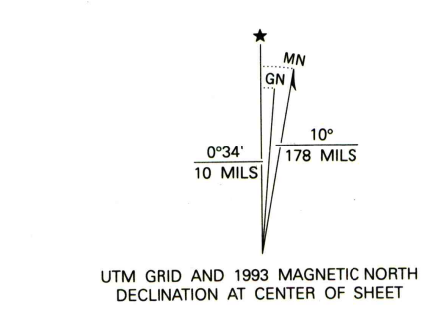 ★
MN
GN
0°34'
10 MILS
10°
178 MILS
UTM GRID AND 1993 MAGNETIC NORTH
DECLINATION AT CENTER OF SHEET